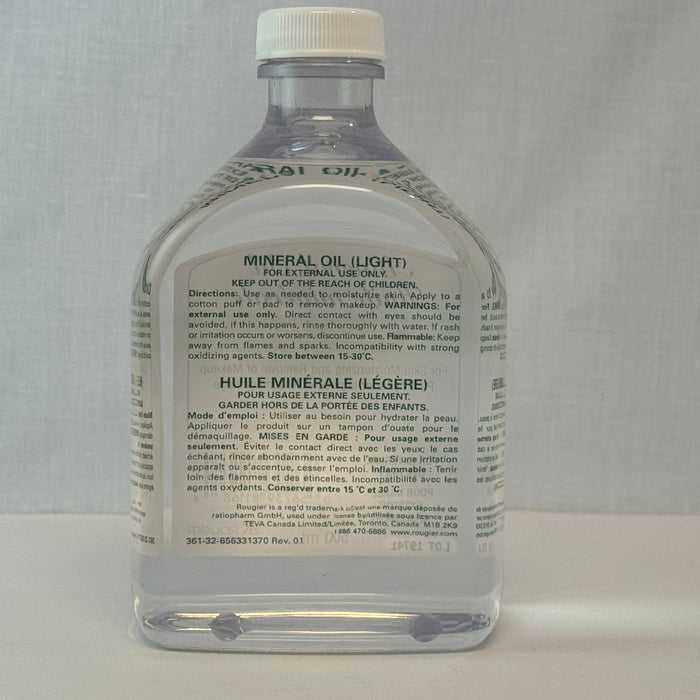 MINERAL OIL (LIGHT)
FOR EXTERNAL USE ONLY.
KEEP OUT OF THE REACH OF CHILDREN.
Directions: Use as needed to moisturize skin. Apply to a
cotton puff or pad to remove makeup. WARNINGS: For
external use only. Direct contact with eyes should be
avoided, if this happens, rinse thoroughly with water. If rash
or irritation occurs or worsens, discontinue use. Flammable: Keep
away from flames and sparks. Incompatibility with strong
oxidizing agents. Store between 15-30°C.
HUILE MINÉRALE (LÉGÈRE)
POUR USAGE EXTERNE SEULEMENT.
GARDER HORS DE LA PORTÉE DES ENFANTS.
Mode d'emploi : Utiliser au besoin pour hydrater la peau.
Appliquer le produit sur un tampon d'ouate pour le
démaquillage. MISES EN GARDE : Pour usage externe
seulement. Éviter le contact direct avec les yeux; le cas
échéant, rincer abondamment avec de l'eau. Si une irritation
apparaît ou s'accentue, cesser l'emploi. Inflammable : Tenir
loin des flammes et des étincelles. Incompatibilité avec les
agents oxydants. Conserver entre 15 °C et 30 °C.
Rougier is a reg'd trademark of/est une marque déposée de
ratiopharm GmbH, used under license by/utilisée sous licence par
TEVA Canada Limited/Limitée, Toronto, Canada M1B 2K9
1 866 470-6886 www.rougier.com
361-32-656331370 Rev. 01
LOT 19741